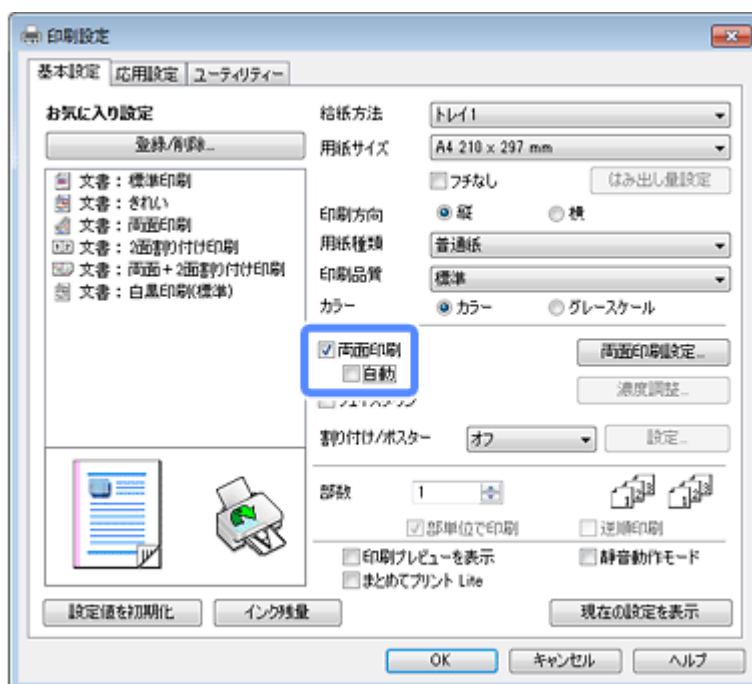 印刷設定
基本設定 応用設定 ユーティリティー
お気に入り設定
登録/削除...
文書：標準印刷
文書：きれい
文書：両面印刷
文書：2面割り付け印刷
文書：両面＋2面割り付け印刷
文書：白黒印刷(標準)
給紙方法 トレイ1
用紙サイズ A4 210 x 297 mm
フチなし はみ出し量設定
印刷方向 縦 横
用紙種類 普通紙
印刷品質 標準
カラー カラー グレースケール
両面印刷 両面印刷設定...
自動
濃度調整...
割り付け/ポスター オフ 設定...
部数 1
部単位で印刷 逆順印刷
印刷プレビューを表示 静音動作モード
まとめてプリント Lite
設定値を初期化 インク残量 現在の設定を表示
OK キャンセル ヘルプ